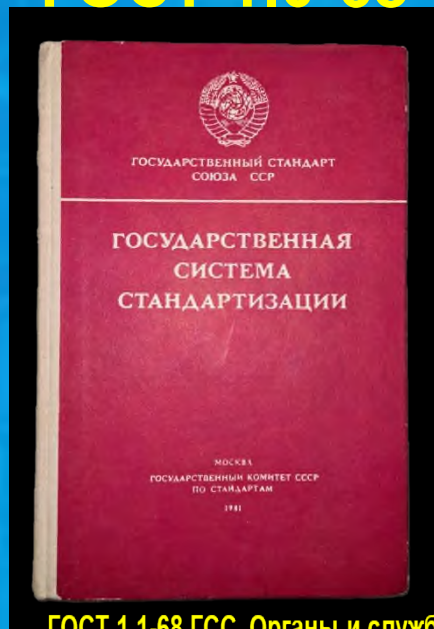 ГОСУДАРСТВЕННЫЙ СТАНДАРТ
СОЮЗА ССР
ГОСУДАРСТВЕННАЯ
СИСТЕМА
СТАНДАРТИЗАЦИИ
МОСКВА
ГОСУДАРСТВЕННЫЙ КОМИТЕТ СССР
ПО СТАНДАРТАМ
1981
ГОСТ 1.1-68 ГСС. Органы и служб